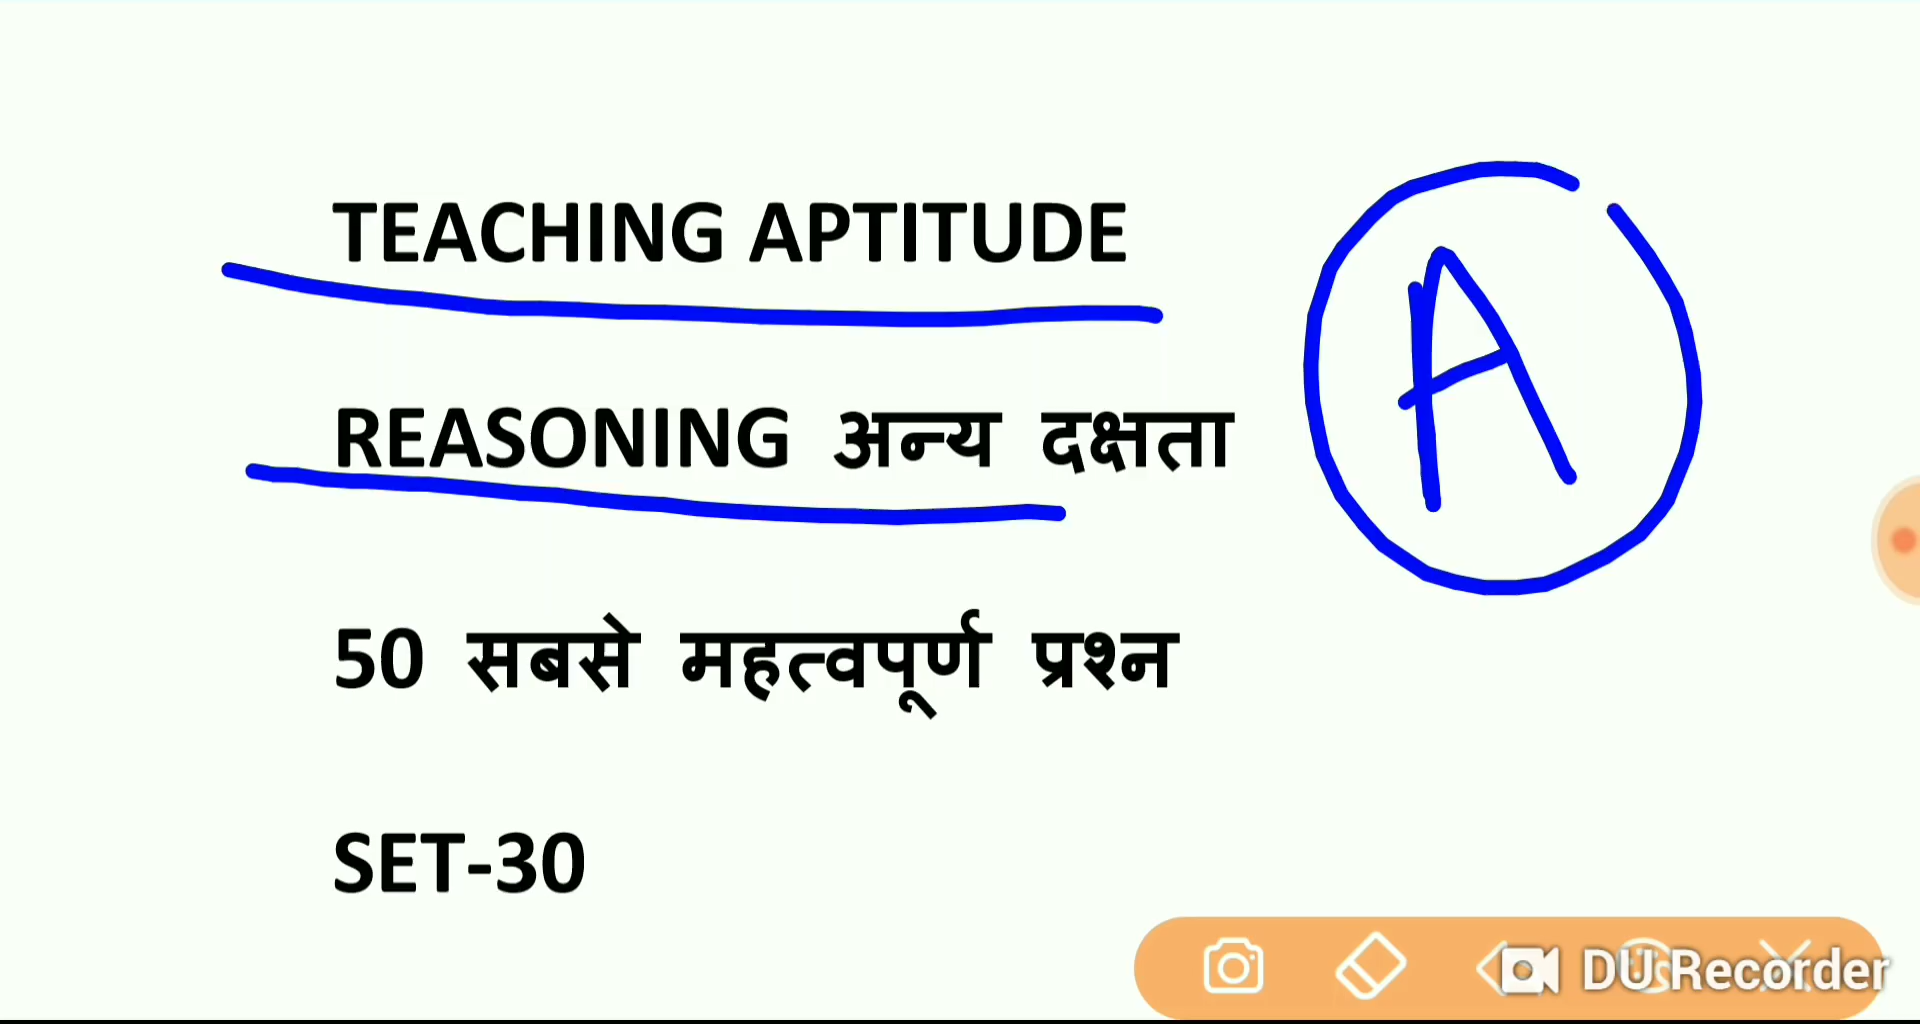 TEACHING APTITUDE
REASONING अन्य दक्षता
A
50 सबसे महत्वपूर्ण प्रश्न
SET-30
DU Recorder